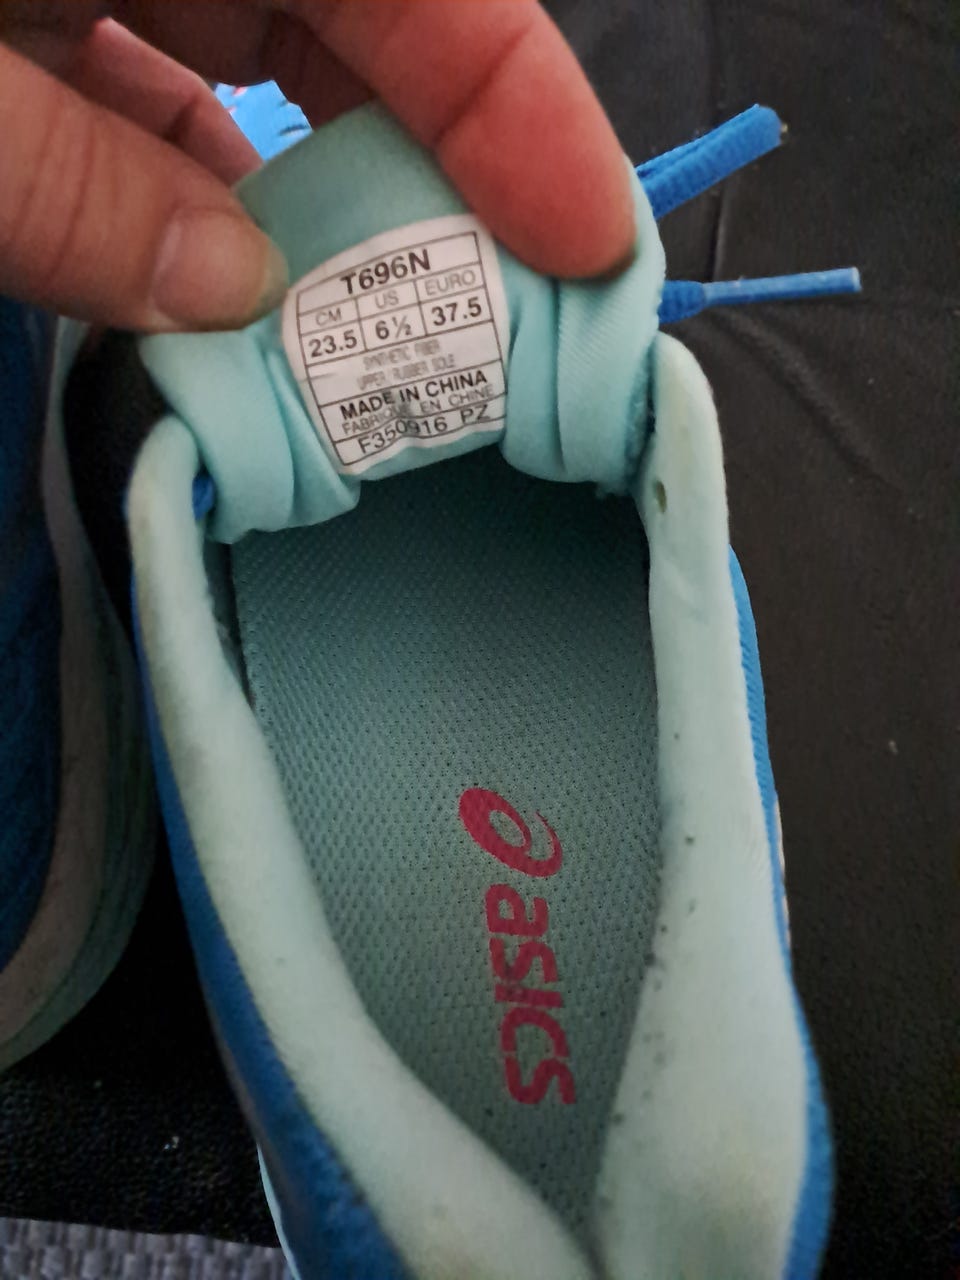 T696N
CM US EURO
23.5 6½ 37.5
SYNTHETIC FIBER
UPPER RUBBER SOLE
MADE IN CHINA
FABRIQUE EN CHINE
F350916 PZ
asics